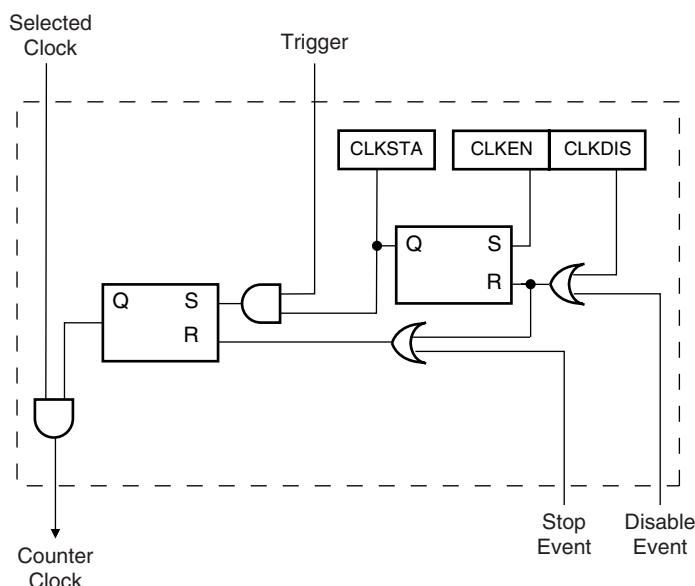 Selected
Clock
Trigger
CLKSTA
CLKEN
CLKDIS
Q
S
R
Q
S
R
Stop
Event
Disable
Event
Counter
Clock